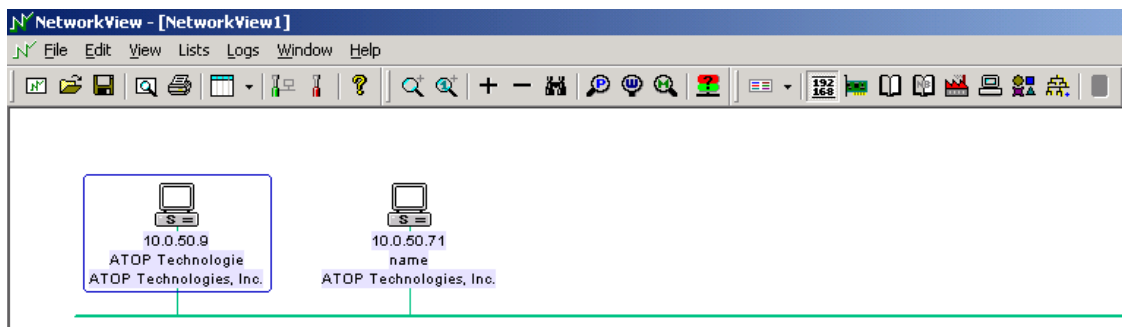 NetworkView - [NetworkView1]
File Edit View Lists Logs Window Help
192
168
10.0.50.9
ATOP Technologie
ATOP Technologies, Inc.
10.0.50.71
name
ATOP Technologies, Inc.